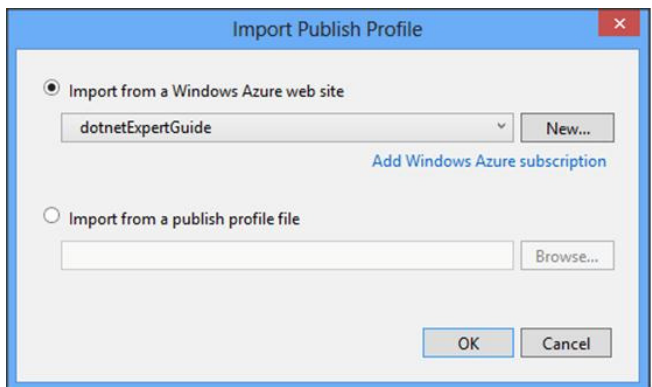 Import Publish Profile
Import from a Windows Azure web site
dotnetExpertGuide
New...
Add Windows Azure subscription
Import from a publish profile file
Browse...
OK
Cancel